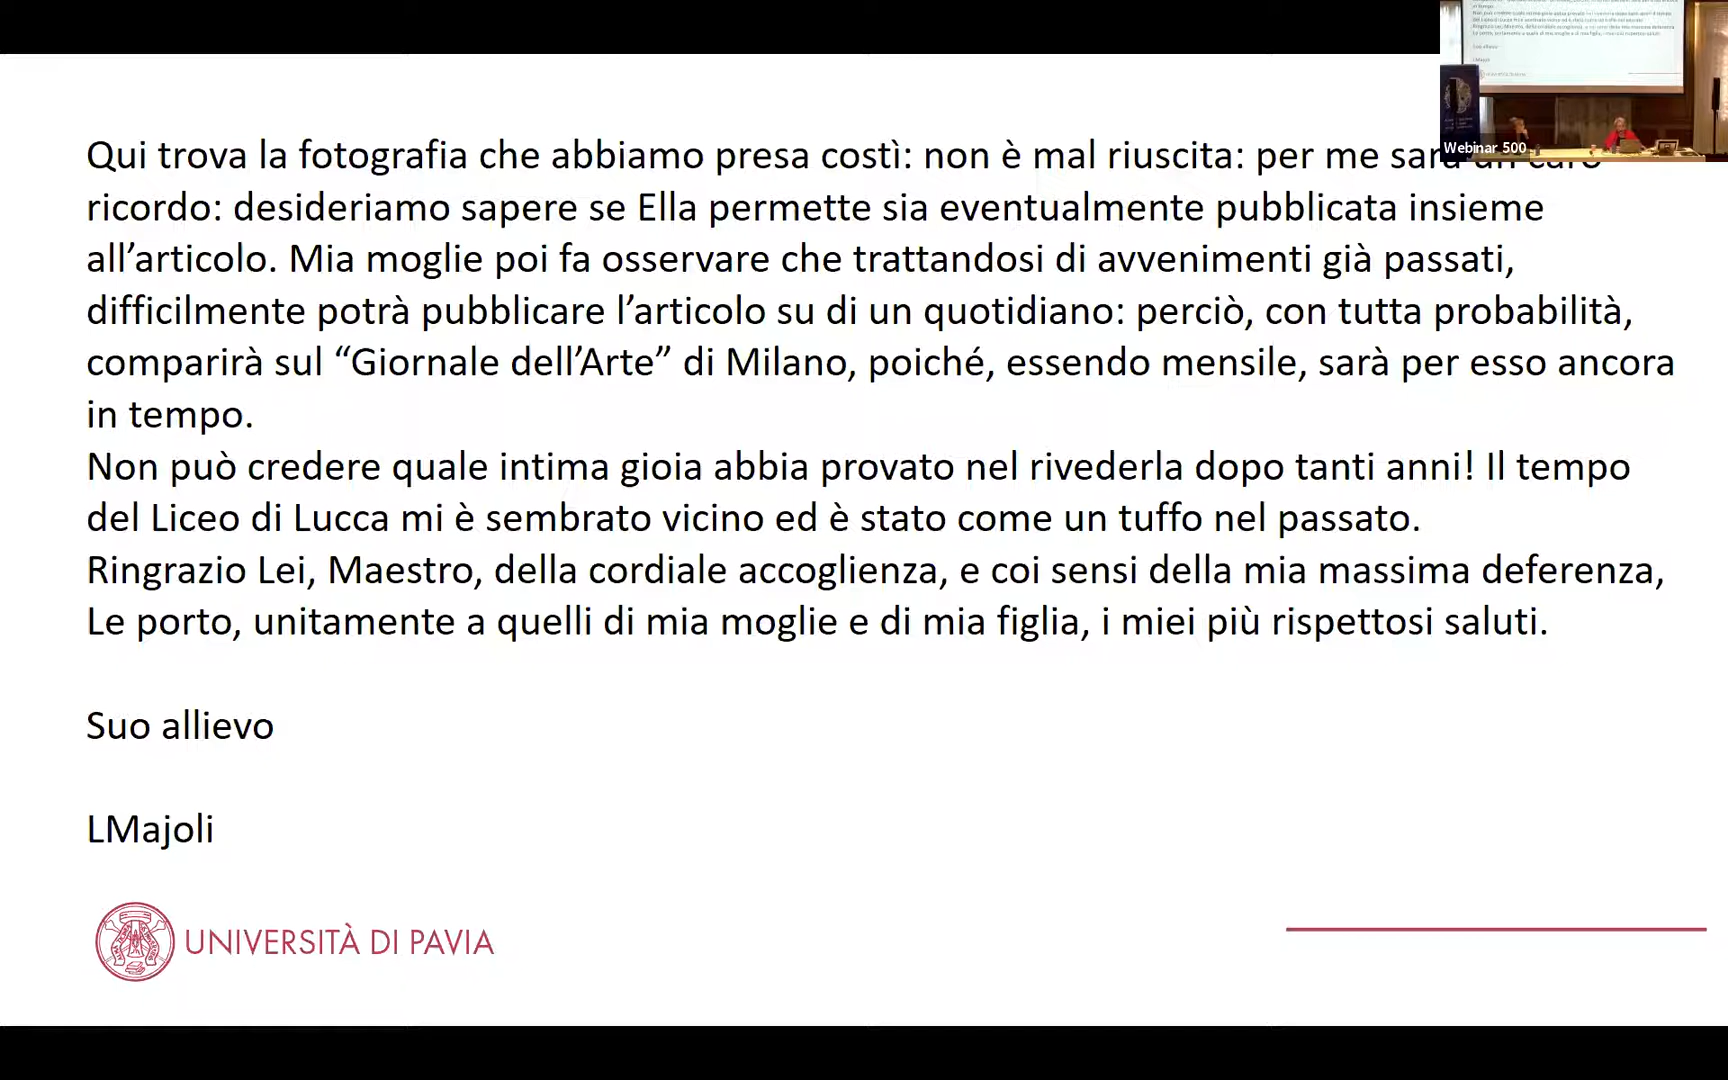 Qui trova la fotografia che abbiamo presa costì: non è mal riuscita: per me sarà un caro
ricordo: desideriamo sapere se Ella permette sia eventualmente pubblicata insieme
all’articolo. Mia moglie poi fa osservare che trattandosi di avvenimenti già passati,
difficilmente potrà pubblicare l’articolo su di un quotidiano: perciò, con tutta probabilità,
comparirà sul “Giornale dell’Arte” di Milano, poiché, essendo mensile, sarà per esso ancora
in tempo.
Non può credere quale intima gioia abbia provato nel rivederla dopo tanti anni! Il tempo
del Liceo di Lucca mi è sembrato vicino ed è stato come un tuffo nel passato.
Ringrazio Lei, Maestro, della cordiale accoglienza, e coi sensi della mia massima deferenza,
Le porto, unitamente a quelli di mia moglie e di mia figlia, i miei più rispettosi saluti.
Suo allievo
LMajoli
UNIVERSITÀ DI PAVIA
Webinar 500